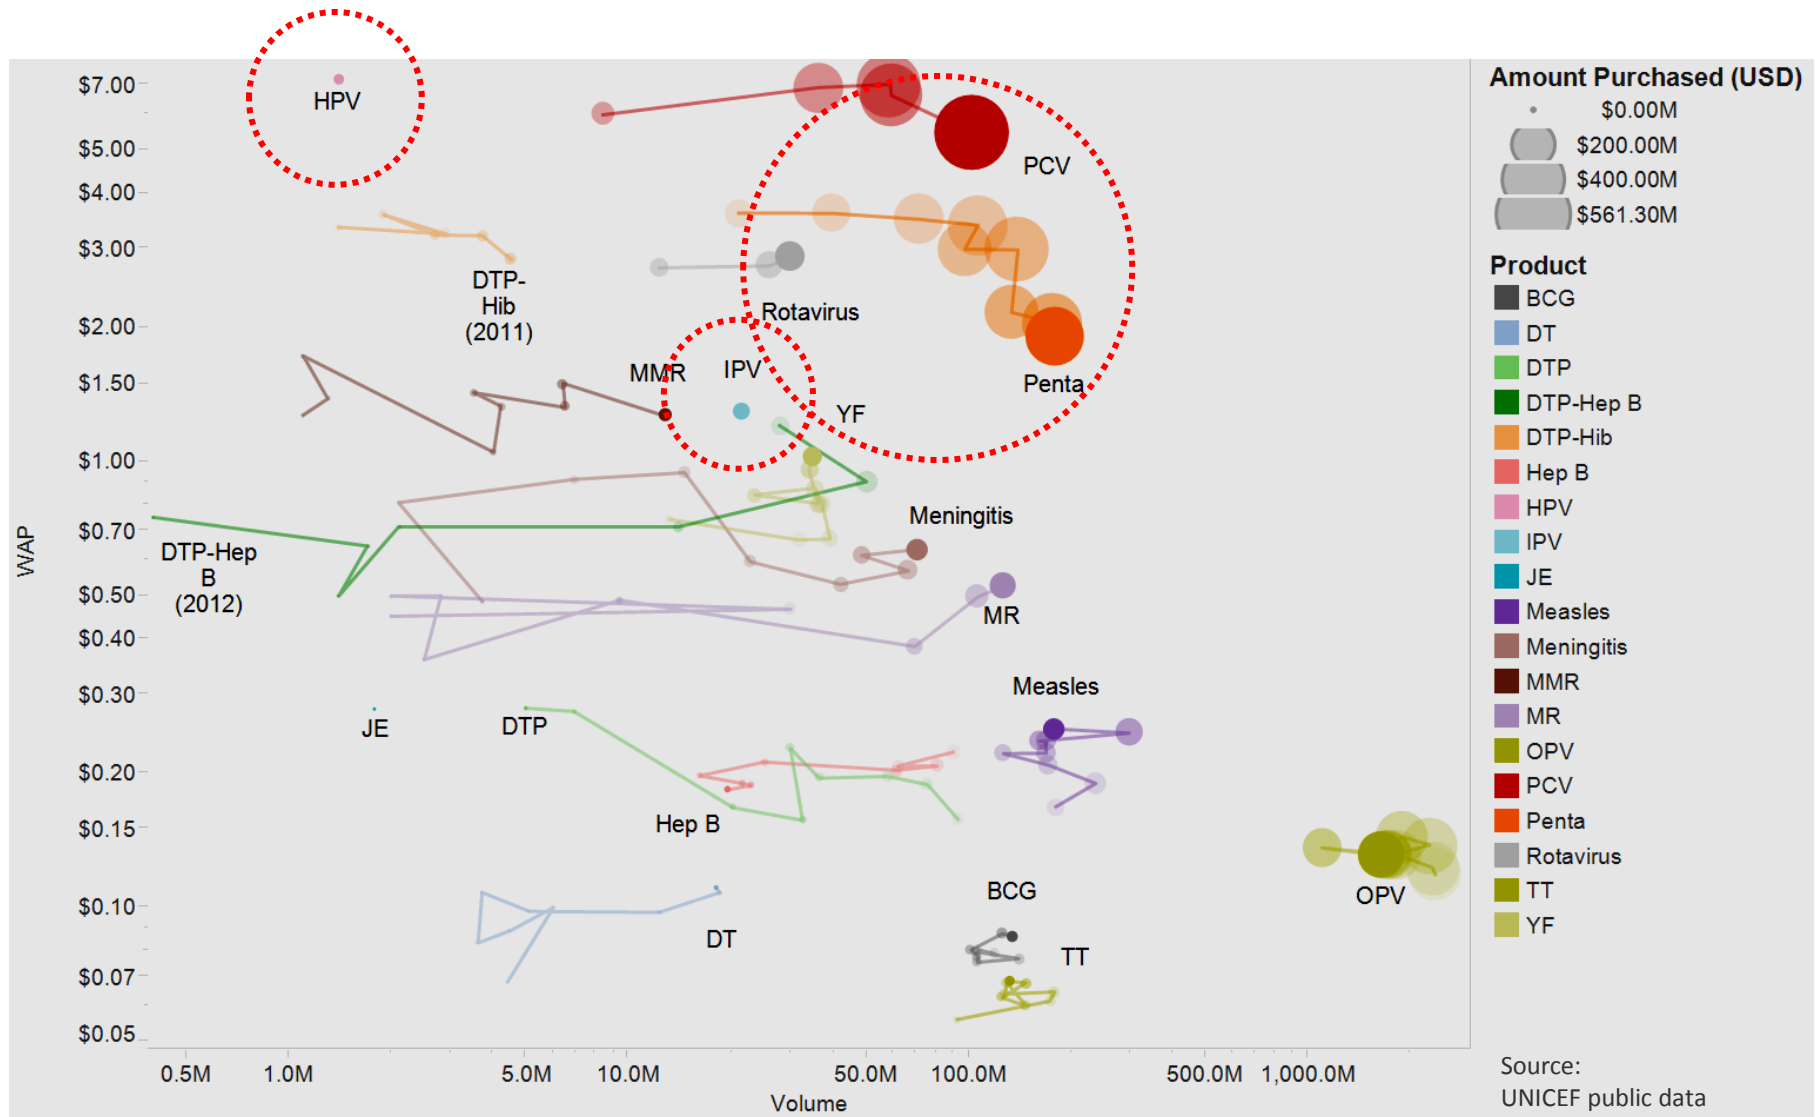 $7.00
$5.00
$4.00
$3.00
$2.00
$1.50
$1.00
$0.70
$0.50
$0.40
$0.30
$0.20
$0.15
$0.10
$0.07
$0.05
WAP
HPV
PCV
DTP-
Hib
(2011)
Rotavirus
MMR
IPV
Penta
YF
Meningitis
DTP-Hep
B
(2012)
MR
Measles
JE
DTP
Hep B
OPV
BCG
DT
TT
0.5M
1.0M
5.0M
10.0M
50.0M
100.0M
500.0M
1,000.0M
Volume
Amount Purchased (USD)
$0.00M
$200.00M
$400.00M
$561.30M
Product
BCG
DT
DTP
DTP-Hep B
DTP-Hib
Hep B
HPV
IPV
JE
Measles
Meningitis
MMR
MR
OPV
PCV
Penta
Rotavirus
TT
YF
Source:
UNICEF public data